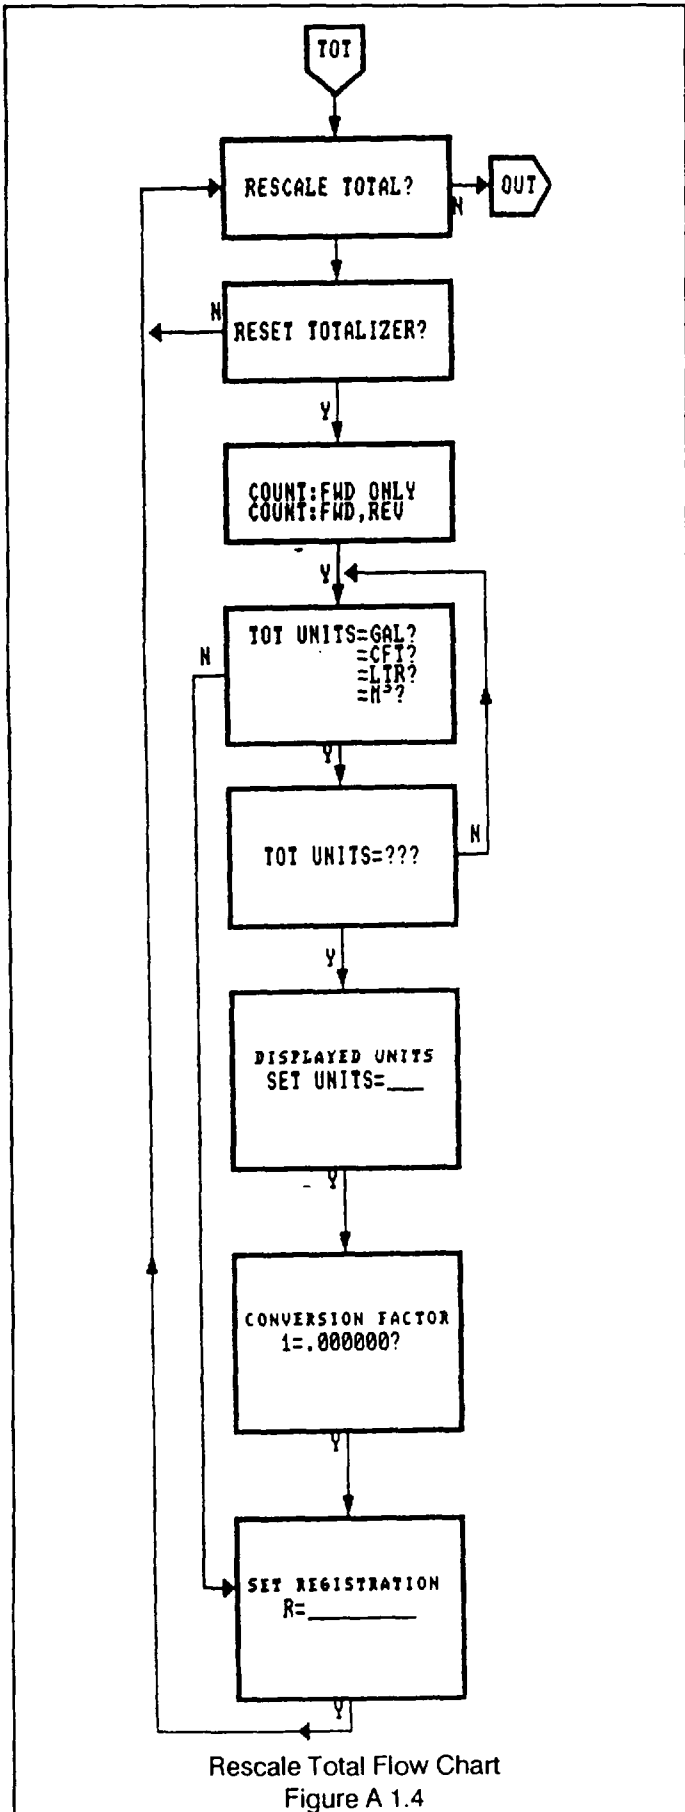 TOT
RESCALE TOTAL?
OUT
N
N
RESET TOTALIZER?
Y
COUNT:FWD ONLY
COUNT:FWD,REV
Y
TOT UNITS=GAL?
N
=CFT?
=LTR?
=M³?
Y
N
TOT UNITS=???
Y
DISPLAYED UNITS
SET UNITS=___
Y
CONVERSION FACTOR
1=.000000?
Y
SET REGISTRATION
R=_________
Y
Rescale Total Flow Chart
Figure A 1.4